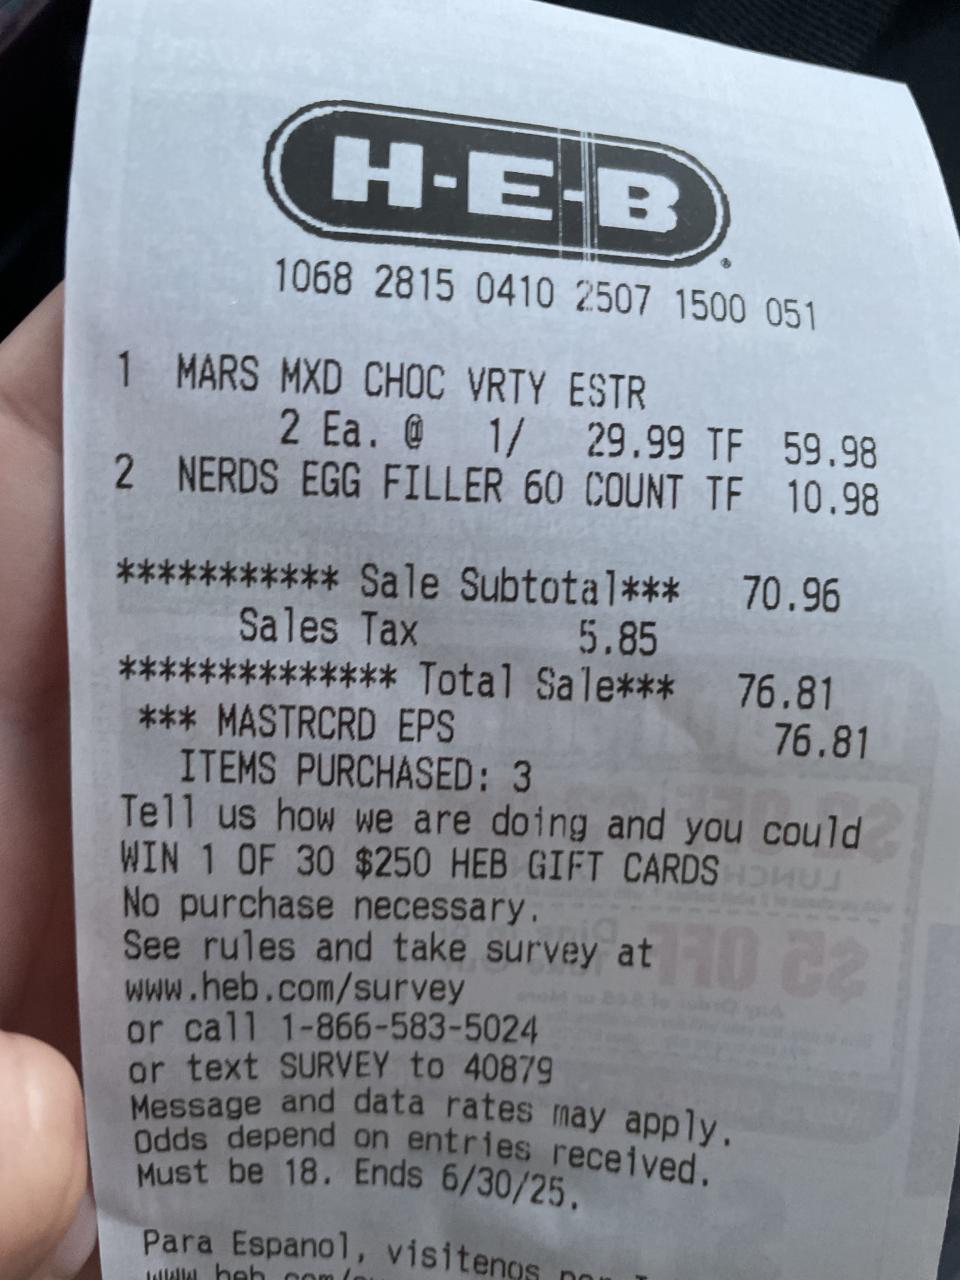 H-E-B
1068 2815 0410 2507 1500 051
1 MARS MXD CHOC VRTY ESTR
2 Ea. @ 1/ 29.99 TF 59.98
2 NERDS EGG FILLER 60 COUNT TF 10.98
*********** Sale Subtotal*** 70.96
Sales Tax 5.85
************** Total Sale*** 76.81
*** MASTRCRD EPS 76.81
ITEMS PURCHASED: 3
Tell us how we are doing and you could
WIN 1 OF 30 $250 HEB GIFT CARDS
No purchase necessary.
See rules and take survey at
www.heb.com/survey
or call 1-866-583-5024
or text SURVEY to 40879
Message and data rates may apply.
Odds depend on entries received.
Must be 18. Ends 6/30/25.
Para Espanol, visitenos
$2 OFF
LUNCH
$5 OFF